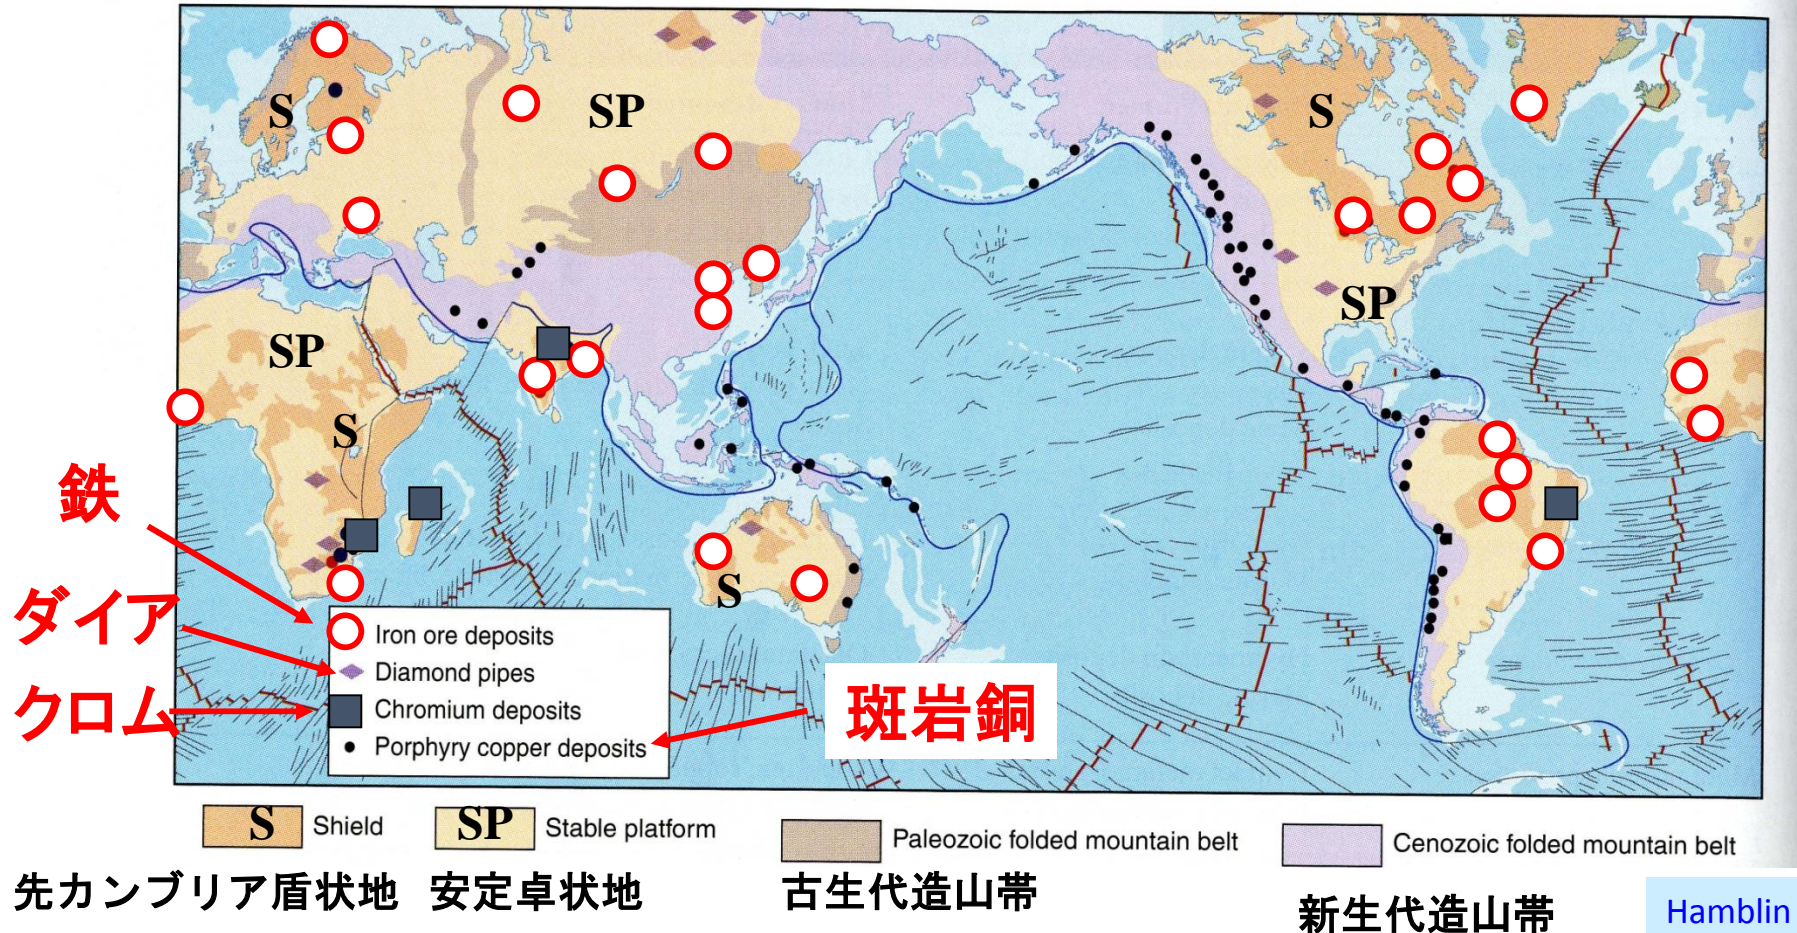 S
SP
S
SP
SP
S
S
鉄
ダイア
クロム
Iron ore deposits
Diamond pipes
Chromium deposits
Porphyry copper deposits
斑岩銅
S Shield
SP Stable platform
Paleozoic folded mountain belt
Cenozoic folded mountain belt
先カンブリア盾状地
安定卓状地
古生代造山帯
新生代造山帯
Hamblin